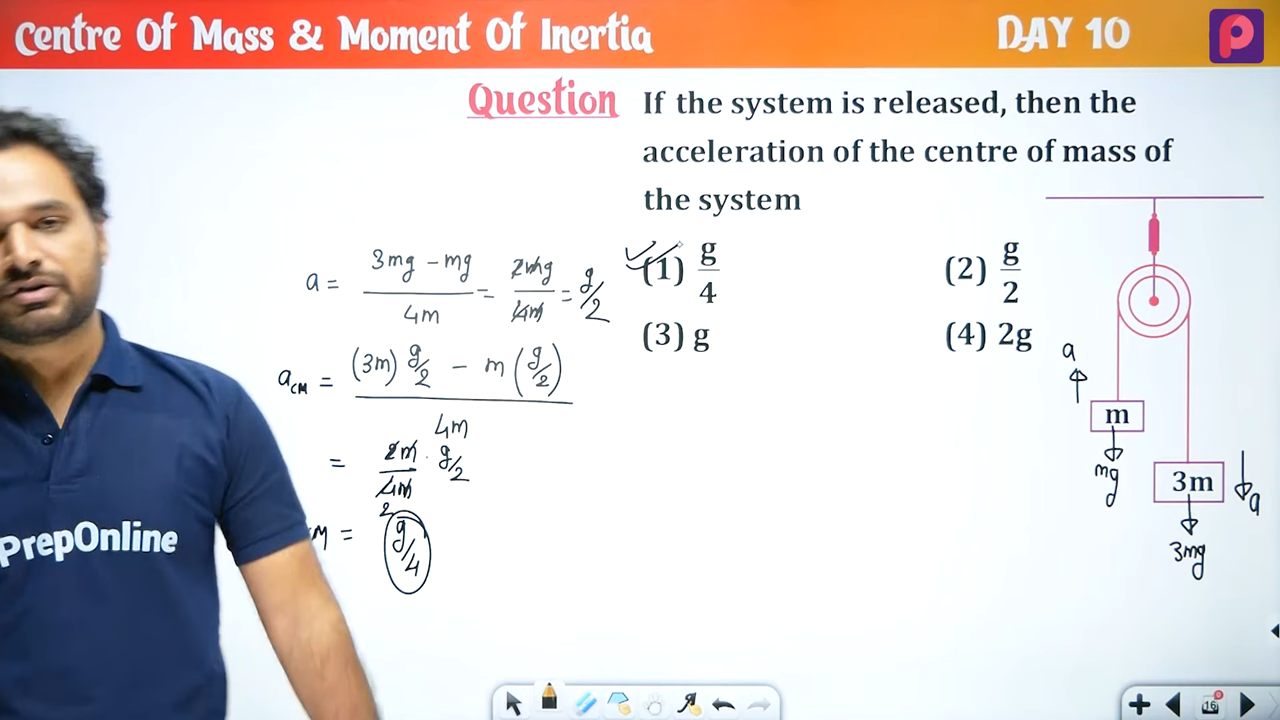 Centre Of Mass & Moment Of Inertia
DAY 10
Question If the system is released, then the
acceleration of the centre of mass of
the system
(1) g/4
(2) g/2
(3) g
(4) 2g
a = (3mg - mg)/4m = 2mg/4m = g/2
a_CM = ((3m) g/2 - m (g/2))/4m
= 2m/4m · g/2
2
M = g/4
a
m
mg
3m
a
3mg
PrepOnline
16